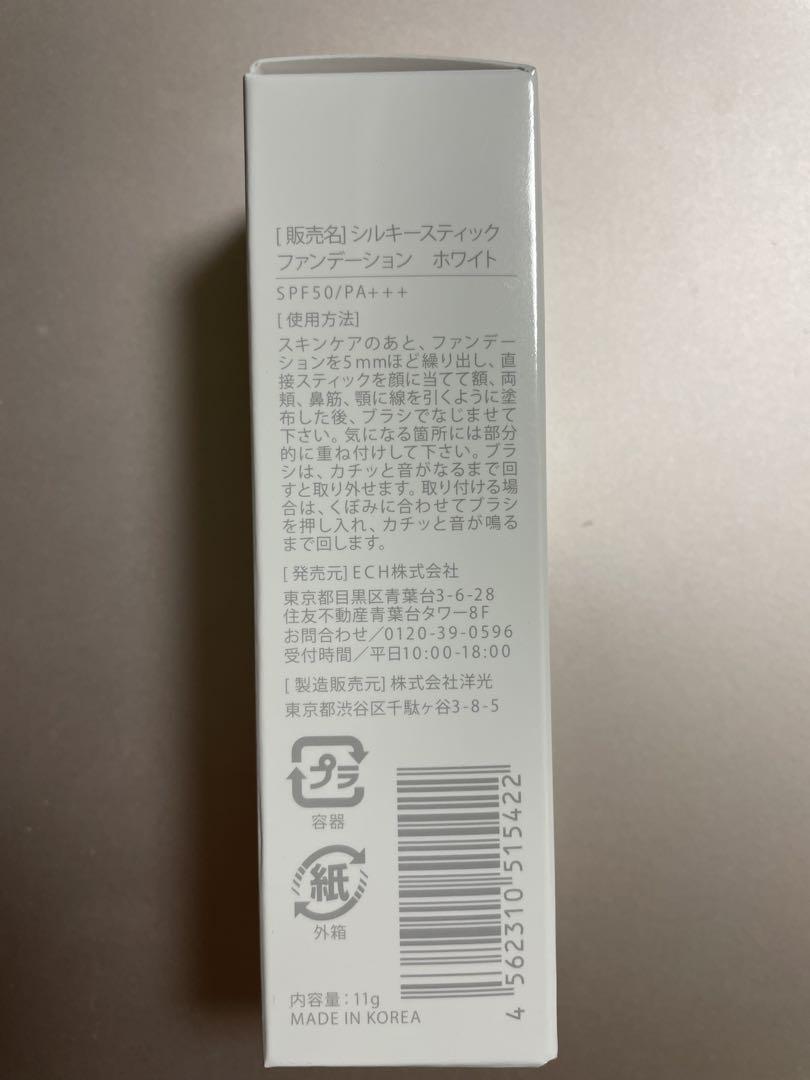 [販売名]シルキースティック
ファンデーション　ホワイト
SPF50/PA+++
[使用方法]
スキンケアのあと、ファンデー
ションを5mmほど繰り出し、直
接スティックを顔に当てて額、両
頬、鼻筋、顎に線を引くように塗
布した後、ブラシでなじませて
下さい。気になる箇所には部分
的に重ね付けして下さい。ブラ
シは、カチッと音がなるまで回
すと取り外せます。取り付ける場
合は、くぼみに合わせてブラシ
を押し入れ、カチッと音が鳴る
まで回します。
[発売元]ECH株式会社
東京都目黒区青葉台3-6-28
住友不動産青葉台タワー8F
お問合わせ／0120-39-0596
受付時間／平日10:00-18:00
[製造販売元]株式会社洋光
東京都渋谷区千駄ヶ谷3-8-5
プラ
容器
紙
外箱
4 562310 515422
内容量：11g
MADE IN KOREA